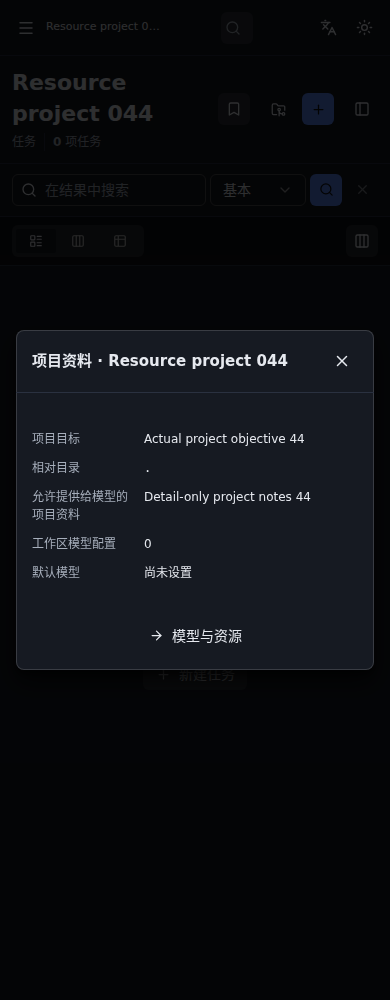 Resource project 0…
Resource
project 044
任务 0 项任务
在结果中搜索 基本
项目资料 · Resource project 044
项目目标 Actual project objective 44
相对目录 .
允许提供给模型的
项目资料 Detail-only project notes 44
工作区模型配置 0
默认模型 尚未设置
模型与资源
新建任务